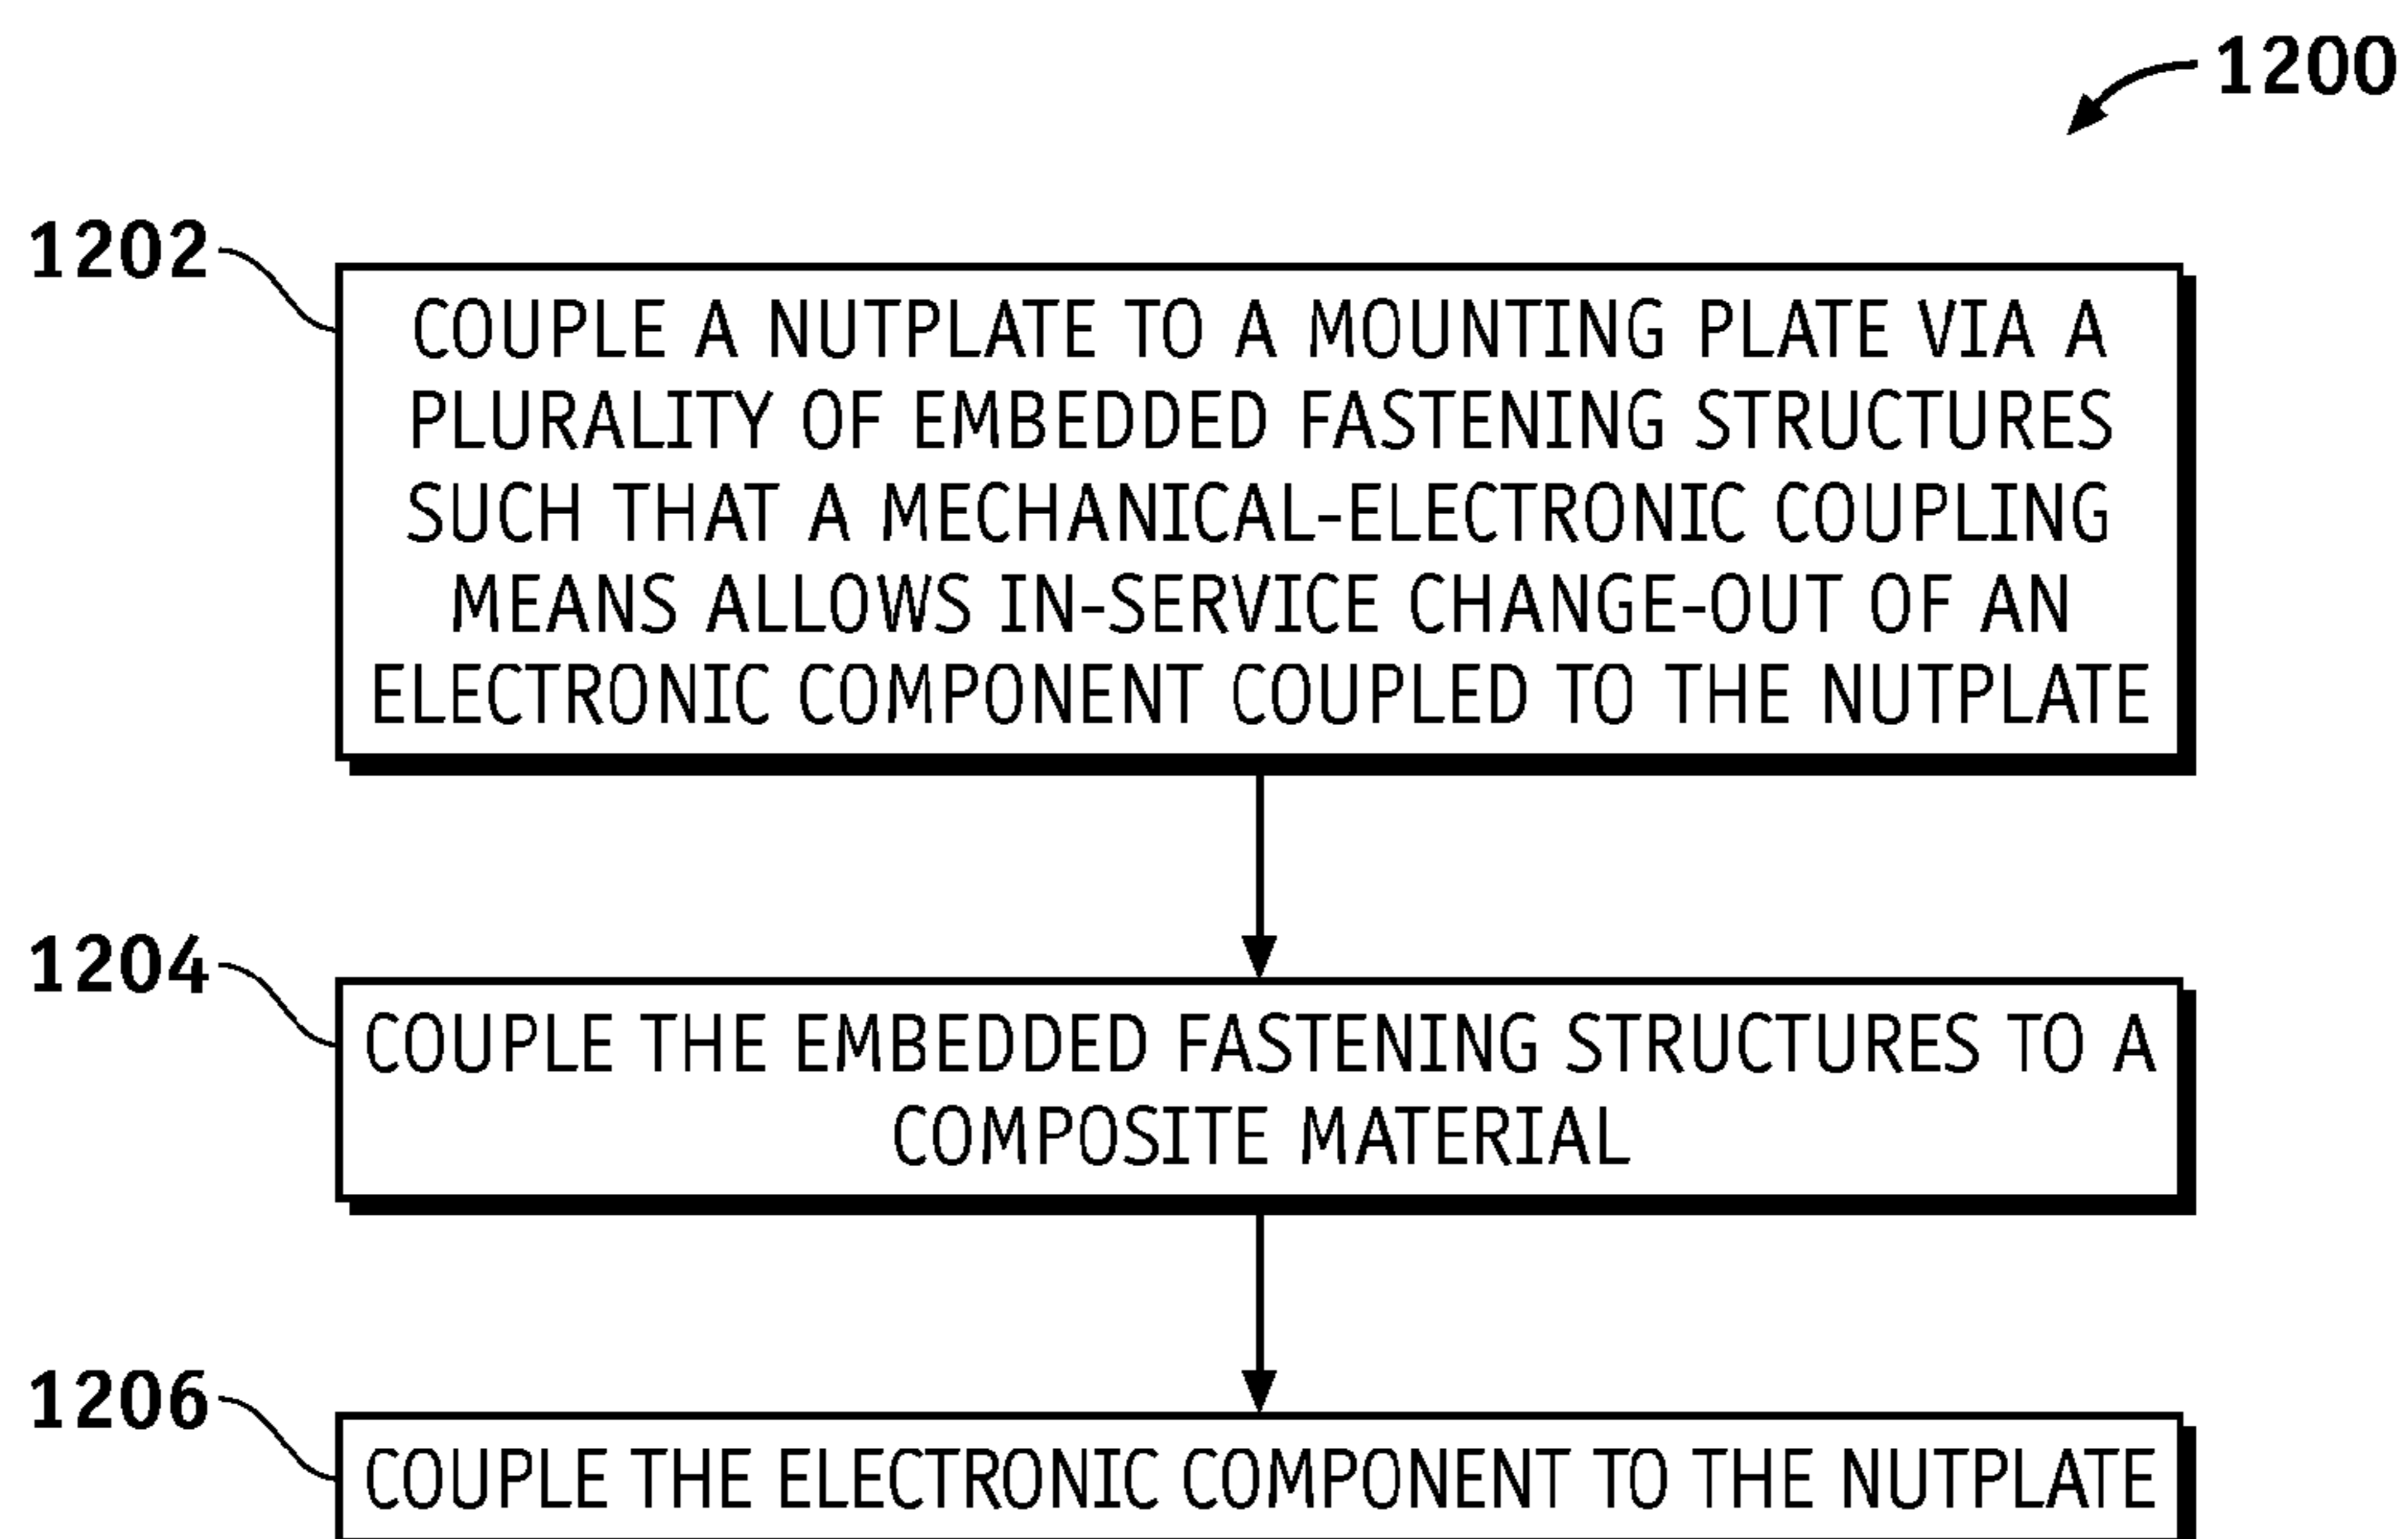 1200
1202
COUPLE A NUTPLATE TO A MOUNTING PLATE VIA A
PLURALITY OF EMBEDDED FASTENING STRUCTURES
SUCH THAT A MECHANICAL-ELECTRONIC COUPLING
MEANS ALLOWS IN-SERVICE CHANGE-OUT OF AN
ELECTRONIC COMPONENT COUPLED TO THE NUTPLATE
1204
COUPLE THE EMBEDDED FASTENING STRUCTURES TO A
COMPOSITE MATERIAL
1206
COUPLE THE ELECTRONIC COMPONENT TO THE NUTPLATE